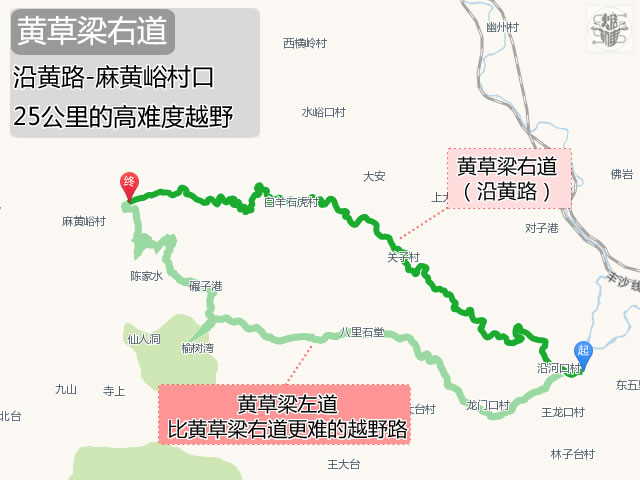 黄草梁右道
沿黄路-麻黄峪村口
25公里的高难度越野
幽州村
西横岭村
水峪口村
黄草梁右道
（沿黄路）
佛岩
大安
终
上大
麻黄峪村
对子港
关子村
丰沙线
陈家水
碾子港
八里石堂
仙人洞
榆树湾
起
沿河口村
东五里
九山
寺上
黄草梁左道
比黄草梁右道更难的越野路
大台村
龙门口村
王龙口村
北台
林子台村
王大台